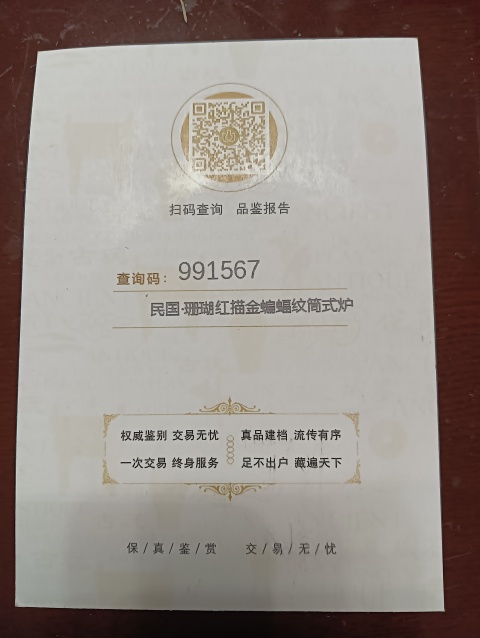 扫码查询 品鉴报告
查询码: 991567
民国·珊瑚红描金蝙蝠纹筒式炉
权威鉴别 交易无忧 真品建档 流传有序
一次交易 终身服务 足不出户 藏遍天下
保/真/鉴/赏 交/易/无/忧